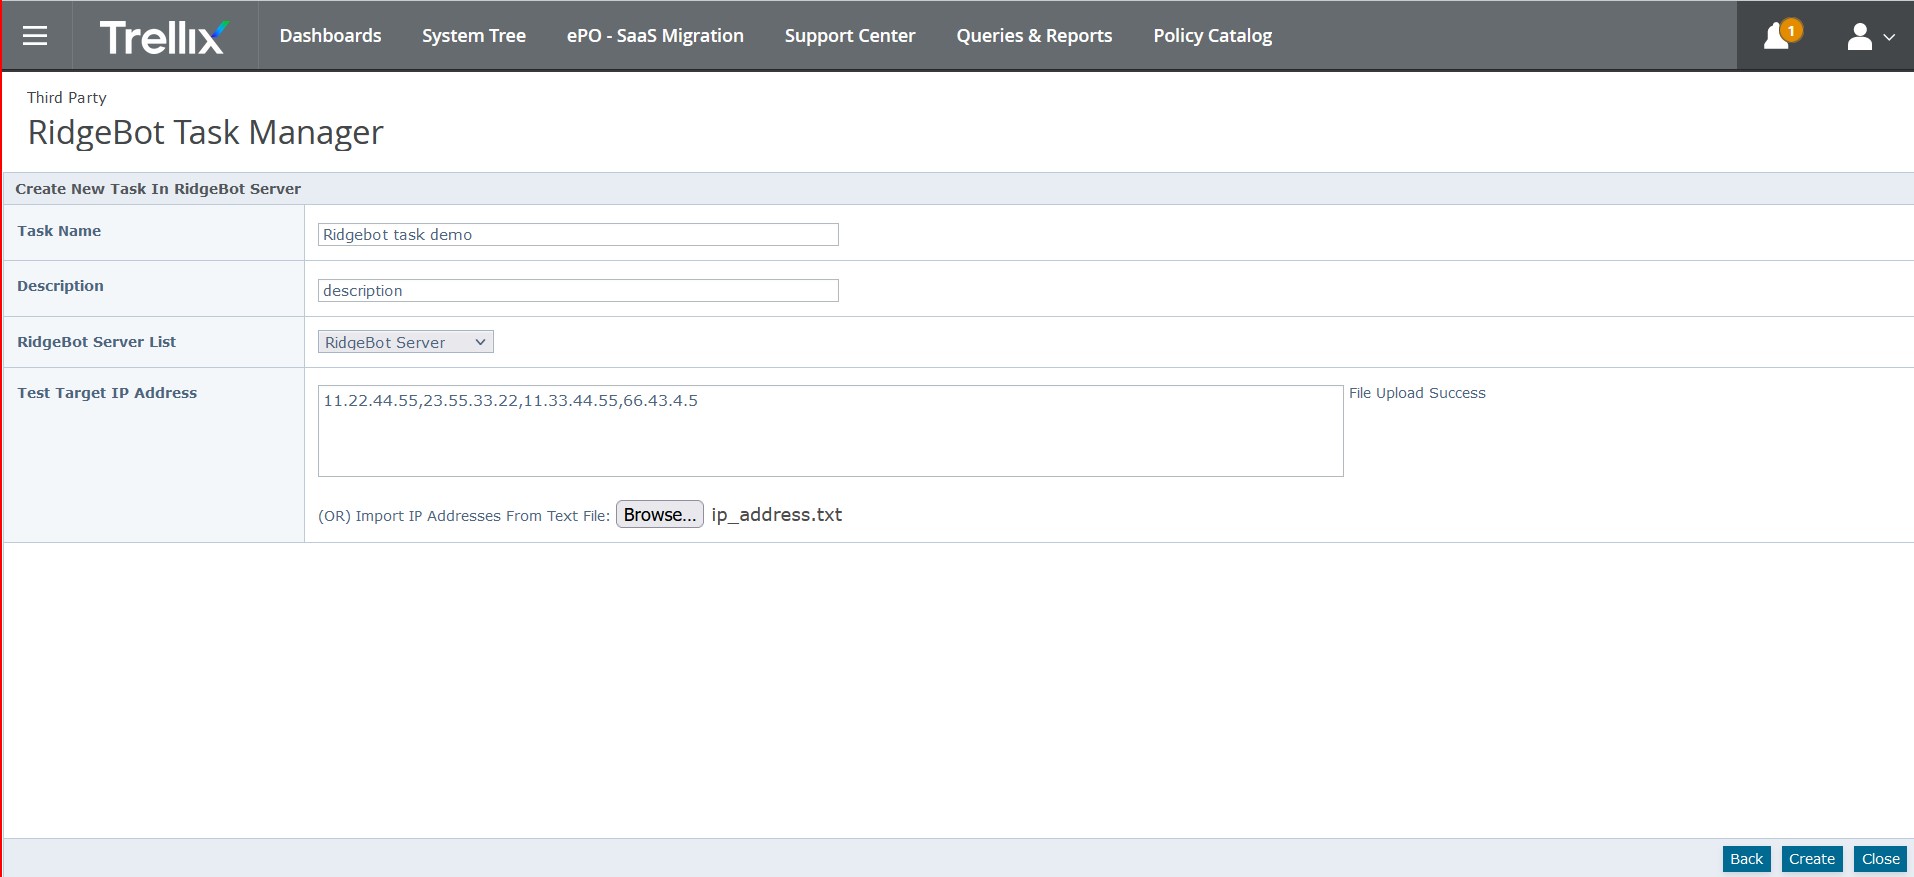 Trellix Dashboards System Tree ePO - SaaS Migration Support Center Queries & Reports Policy Catalog 1
Third Party
RidgeBot Task Manager
Create New Task In RidgeBot Server
Task Name Ridgebot task demo
Description description
RidgeBot Server List RidgeBot Server
Test Target IP Address 11.22.44.55,23.55.33.22,11.33.44.55,66.43.4.5 File Upload Success
(OR) Import IP Addresses From Text File: Browse... ip_address.txt
Back Create Close